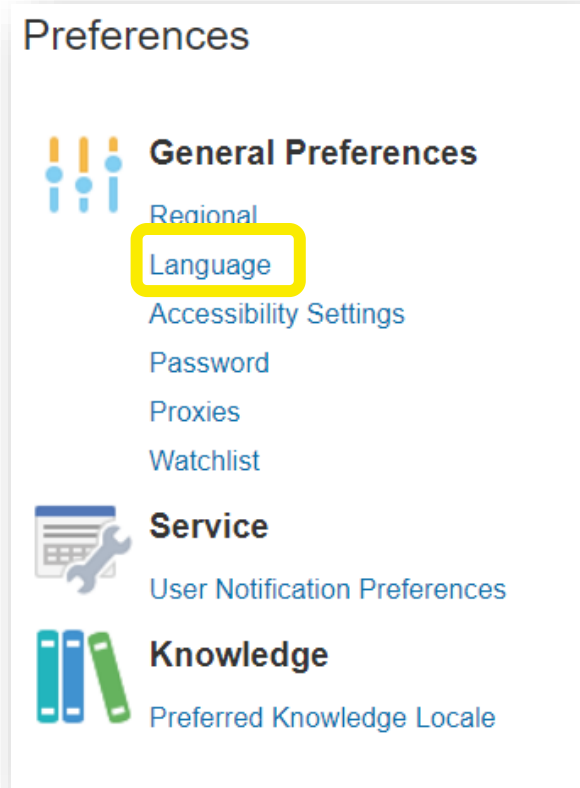 Preferences
General Preferences
Regional
Language
Accessibility Settings
Password
Proxies
Watchlist
Service
User Notification Preferences
Knowledge
Preferred Knowledge Locale